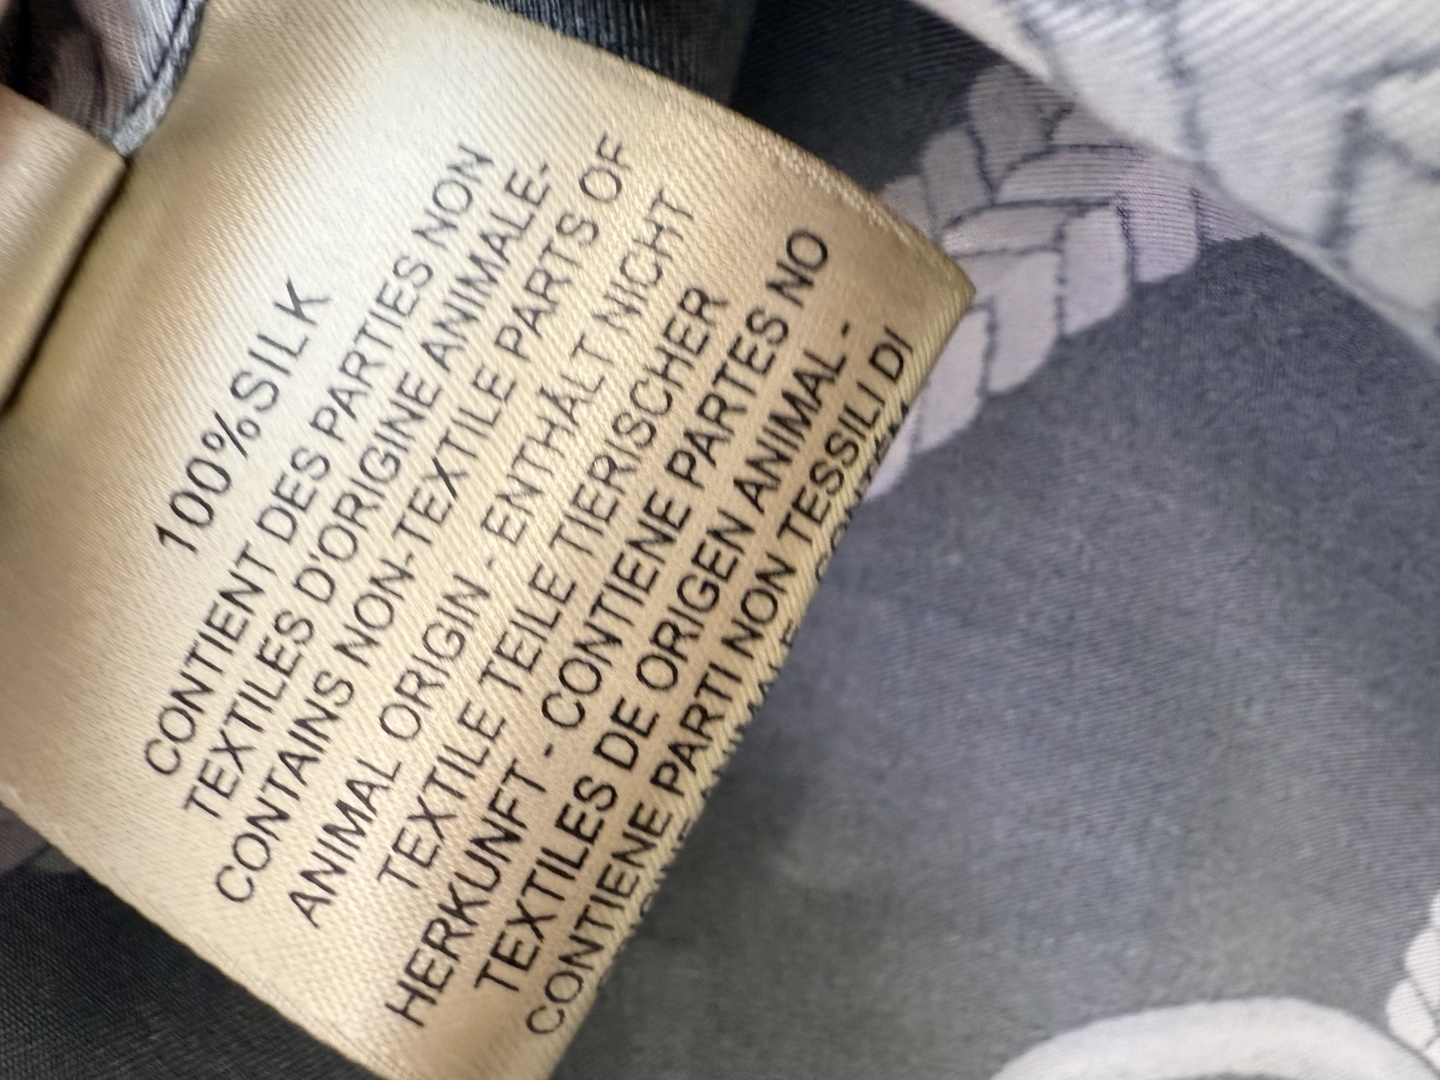 100%SILK
CONTIENT DES PARTIES NON
TEXTILES D'ORIGINE ANIMALE-
CONTAINS NON-TEXTILE PARTS OF
ANIMAL ORIGIN - ENTHÄLT NICHT
TEXTILE TEILE TIERISCHER
HERKUNFT - CONTIENE PARTES NO
TEXTILES DE ORIGEN ANIMAL -
CONTIENE PARTI NON TESSILI DI